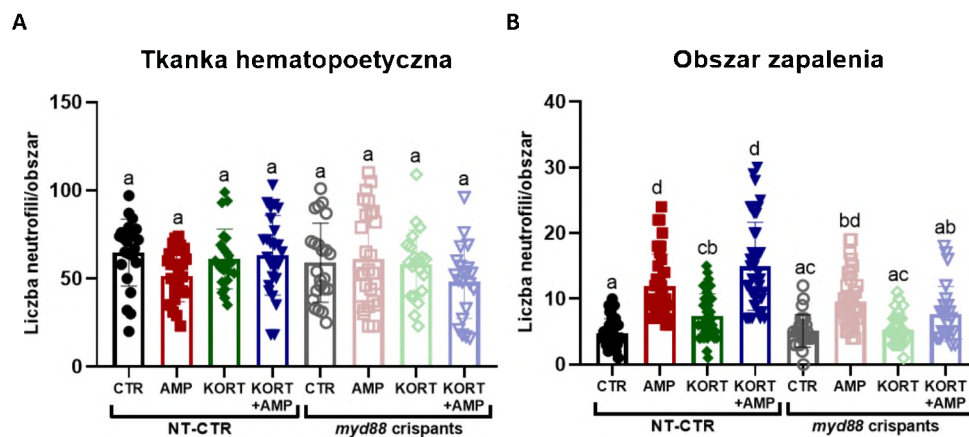 A
Tkanka hematopoetyczna
Liczba neutrofili/obszar
150
100
50
0
a a a a a a a a
CTR AMP KORT KORT +AMP CTR AMP KORT KORT +AMP
NT-CTR myd88 crispants
B
Obszar zapalenia
Liczba neutrofili/obszar
40
30
20
10
0
a d cb d ac bd ac ab
CTR AMP KORT KORT +AMP CTR AMP KORT KORT +AMP
NT-CTR myd88 crispants